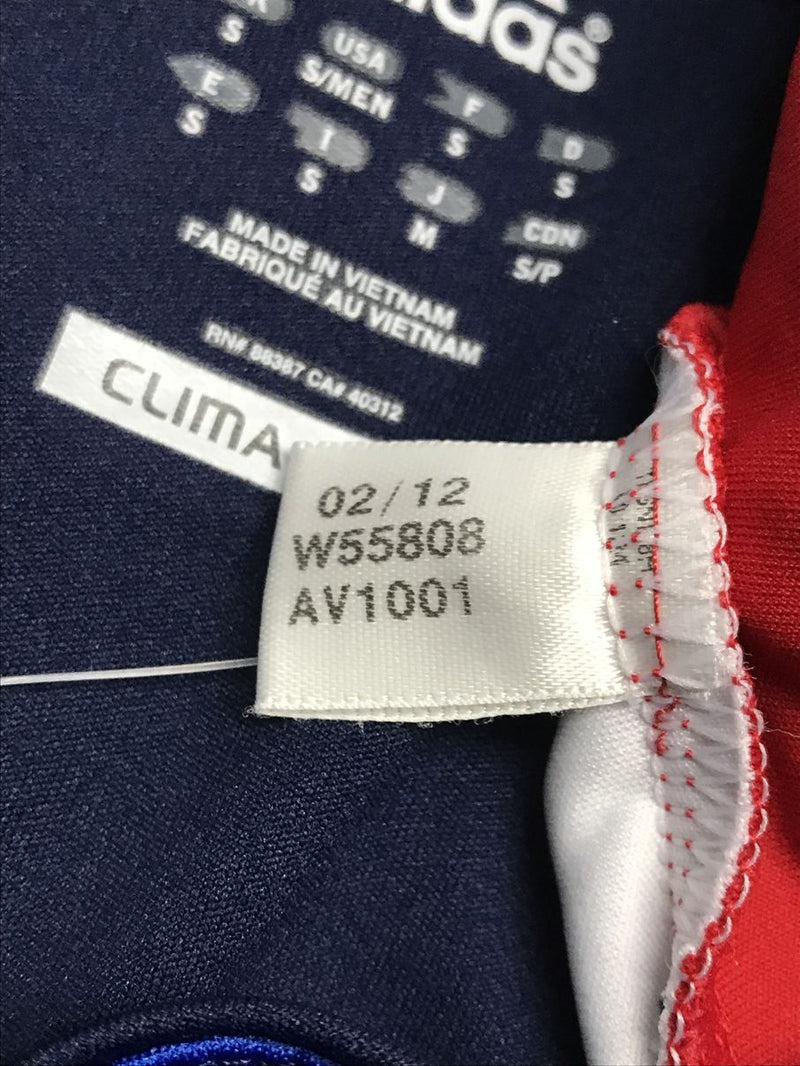 adidas®
S
USA
S/MEN
F
S
D
S
E
S
I
S
J
M
CDN
S/P
MADE IN VIETNAM
FABRIQUÉ AU VIETNAM
RN# 88387 CA# 40312
CLIMA
02/12
W55808
AV1001